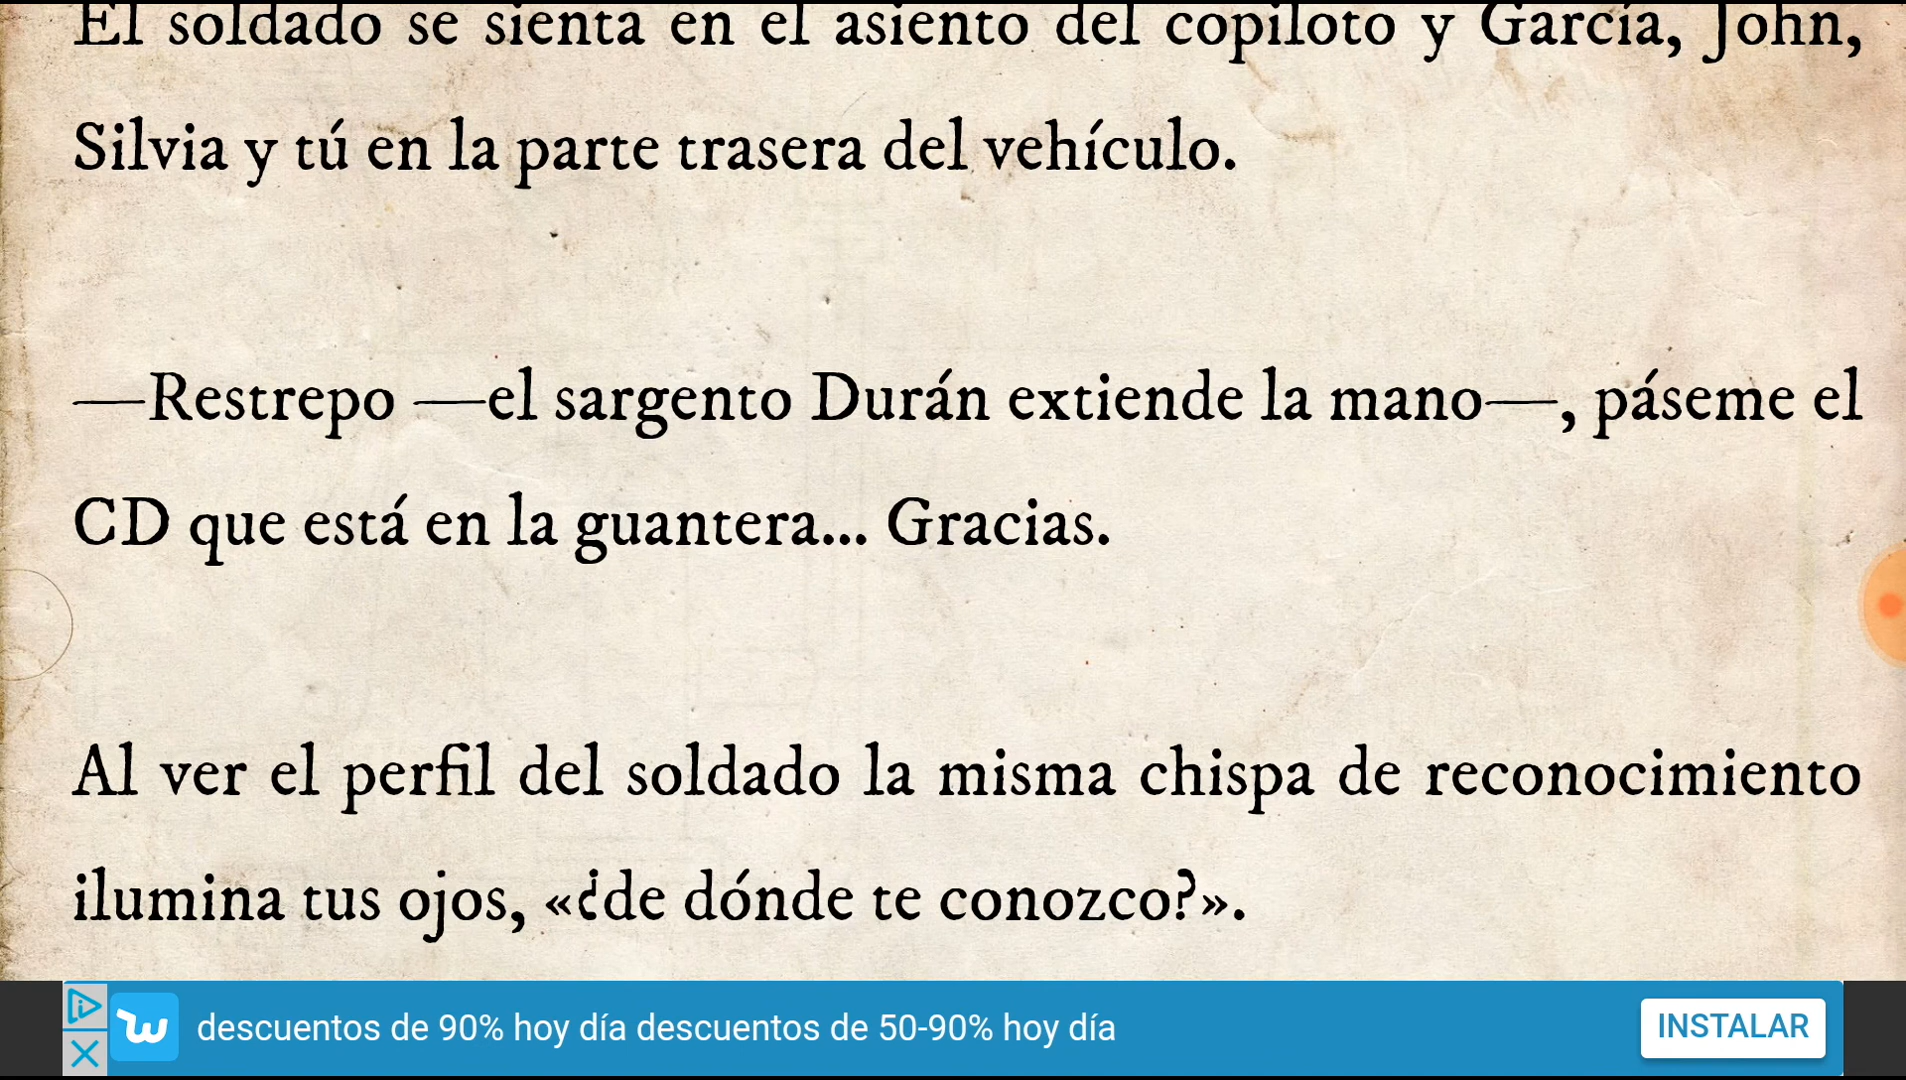 El soldado se sienta en el asiento del copiloto y García, John,
Silvia y tú en la parte trasera del vehículo.
—Restrepo —el sargento Durán extiende la mano—, páseme el
CD que está en la guantera... Gracias.
Al ver el perfil del soldado la misma chispa de reconocimiento
ilumina tus ojos, «¿de dónde te conozco?».
descuentos de 90% hoy día descuentos de 50-90% hoy día
INSTALAR